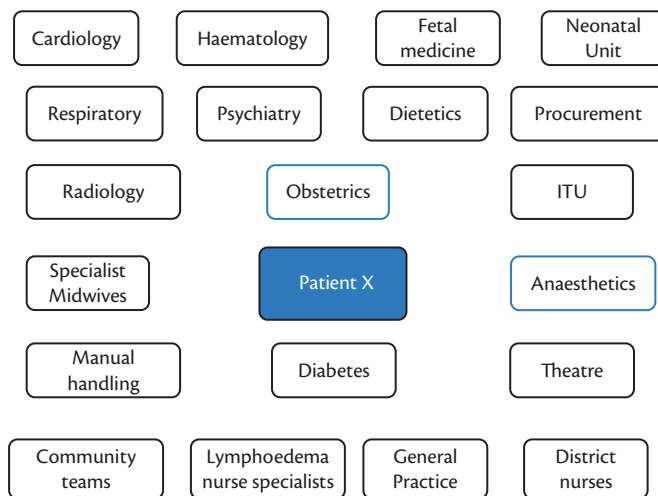 Cardiology
Haematology
Fetal
medicine
Neonatal
Unit
Respiratory
Psychiatry
Dietetics
Procurement
Radiology
Obstetrics
ITU
Specialist
Midwives
Patient X
Anaesthetics
Manual
handling
Diabetes
Theatre
Community
teams
Lymphoedema
nurse specialists
General
Practice
District
nurses